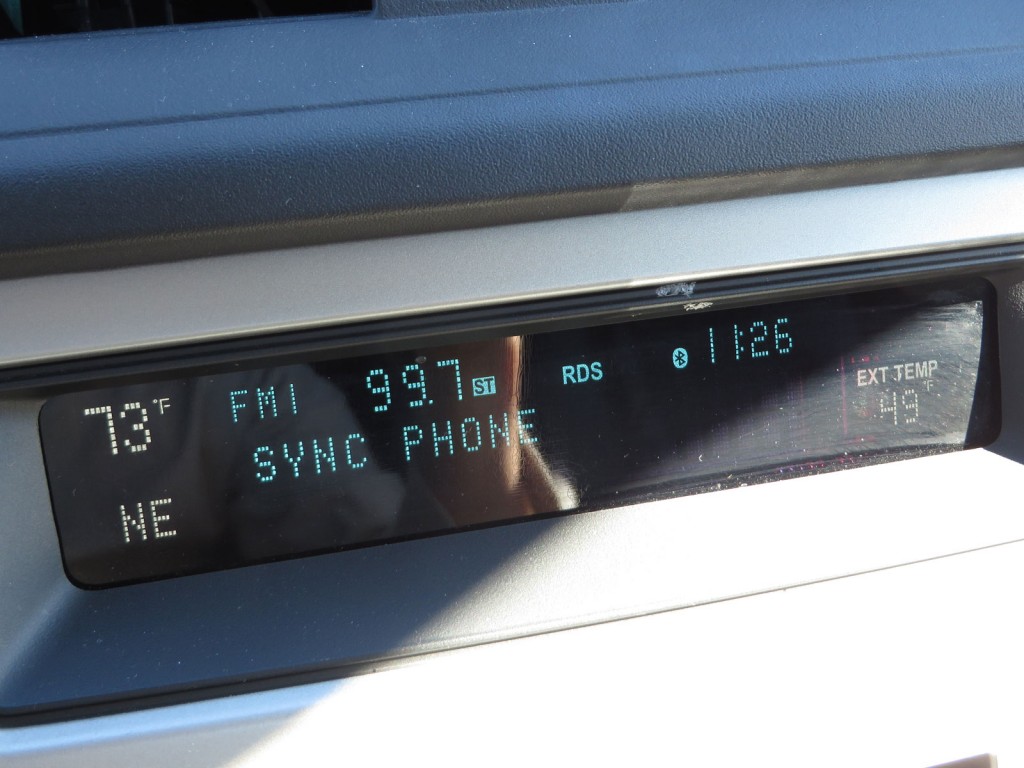 73°F FM1 99.7 ST RDS 11:26
SYNC PHONE
EXT TEMP
49°F
NE